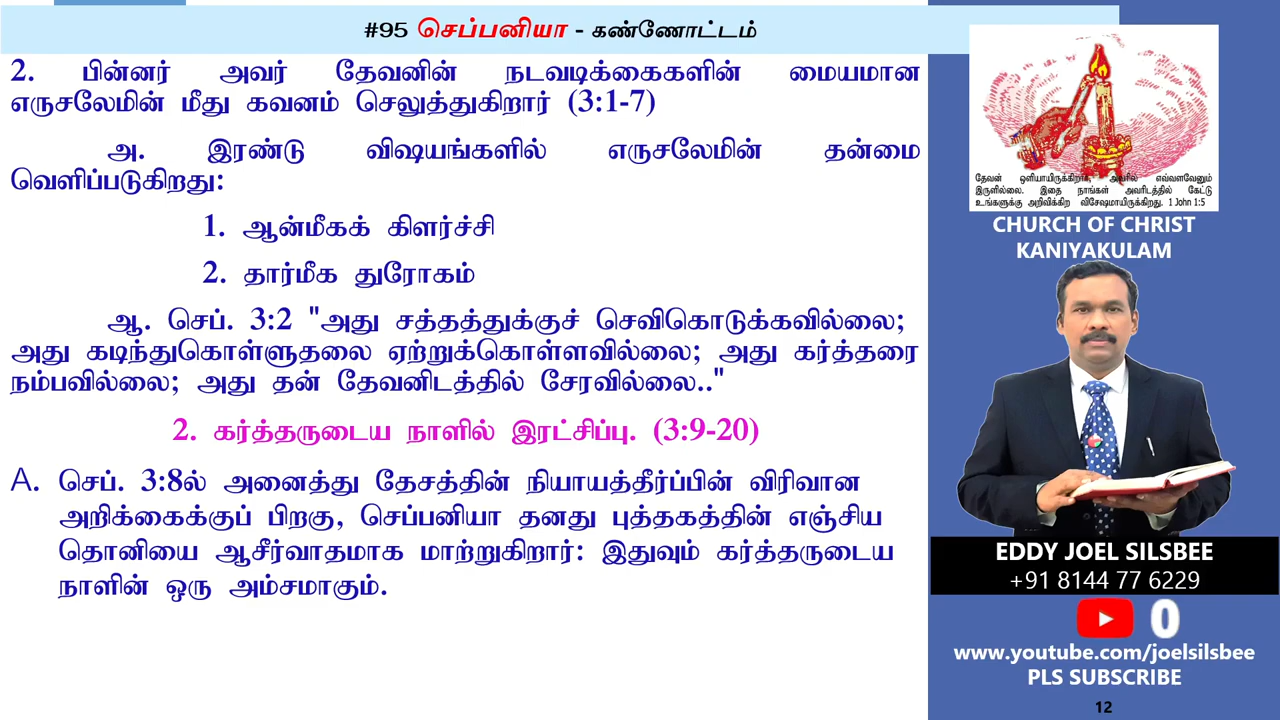 #95 செப்பனியா - கண்ணோட்டம்
2. பின்னர் அவர் தேவனின் நடவடிக்கைகளின் மையமான
எருசலேமின் மீது கவனம் செலுத்துகிறார் (3:1-7)
அ. இரண்டு விஷயங்களில் எருசலேமின் தன்மை
வெளிப்படுகிறது:
1. ஆன்மீகக் கிளர்ச்சி
2. தார்மீக துரோகம்
ஆ. செப். 3:2 "அது சத்தத்துக்குச் செவிகொடுக்கவில்லை;
அது கடிந்துகொள்ளுதலை ஏற்றுக்கொள்ளவில்லை; அது கர்த்தரை
நம்பவில்லை; அது தன் தேவனிடத்தில் சேரவில்லை.."
2. கர்த்தருடைய நாளில் இரட்சிப்பு. (3:9-20)
A. செப். 3:8ல் அனைத்து தேசத்தின் நியாயத்தீர்ப்பின் விரிவான
அறிக்கைக்குப் பிறகு, செப்பனியா தனது புத்தகத்தின் எஞ்சிய
தொனியை ஆசீர்வாதமாக மாற்றுகிறார்: இதுவும் கர்த்தருடைய
நாளின் ஒரு அம்சமாகும்.
தேவன் ஒளியாயிருக்கிறார், அவரில் எவ்வளவேனும்
இருளில்லை. இதை நாங்கள் அவரிடத்தில் கேட்டு
உங்களுக்கு அறிவிக்கிற விசேஷமாயிருக்கிறது. 1 John 1:5
CHURCH OF CHRIST
KANIYAKULAM
EDDY JOEL SILSBEE
+91 8144 77 6229
0
www.youtube.com/joelsilsbee
PLS SUBSCRIBE
12